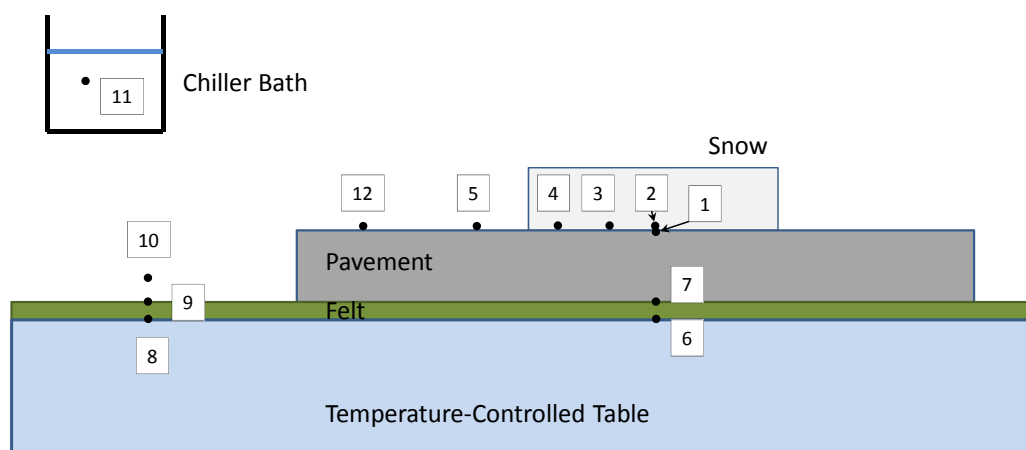 11
Chiller Bath
Snow
12
5
4
3
2
1
10
Pavement
7
9
Felt
8
6
Temperature-Controlled Table